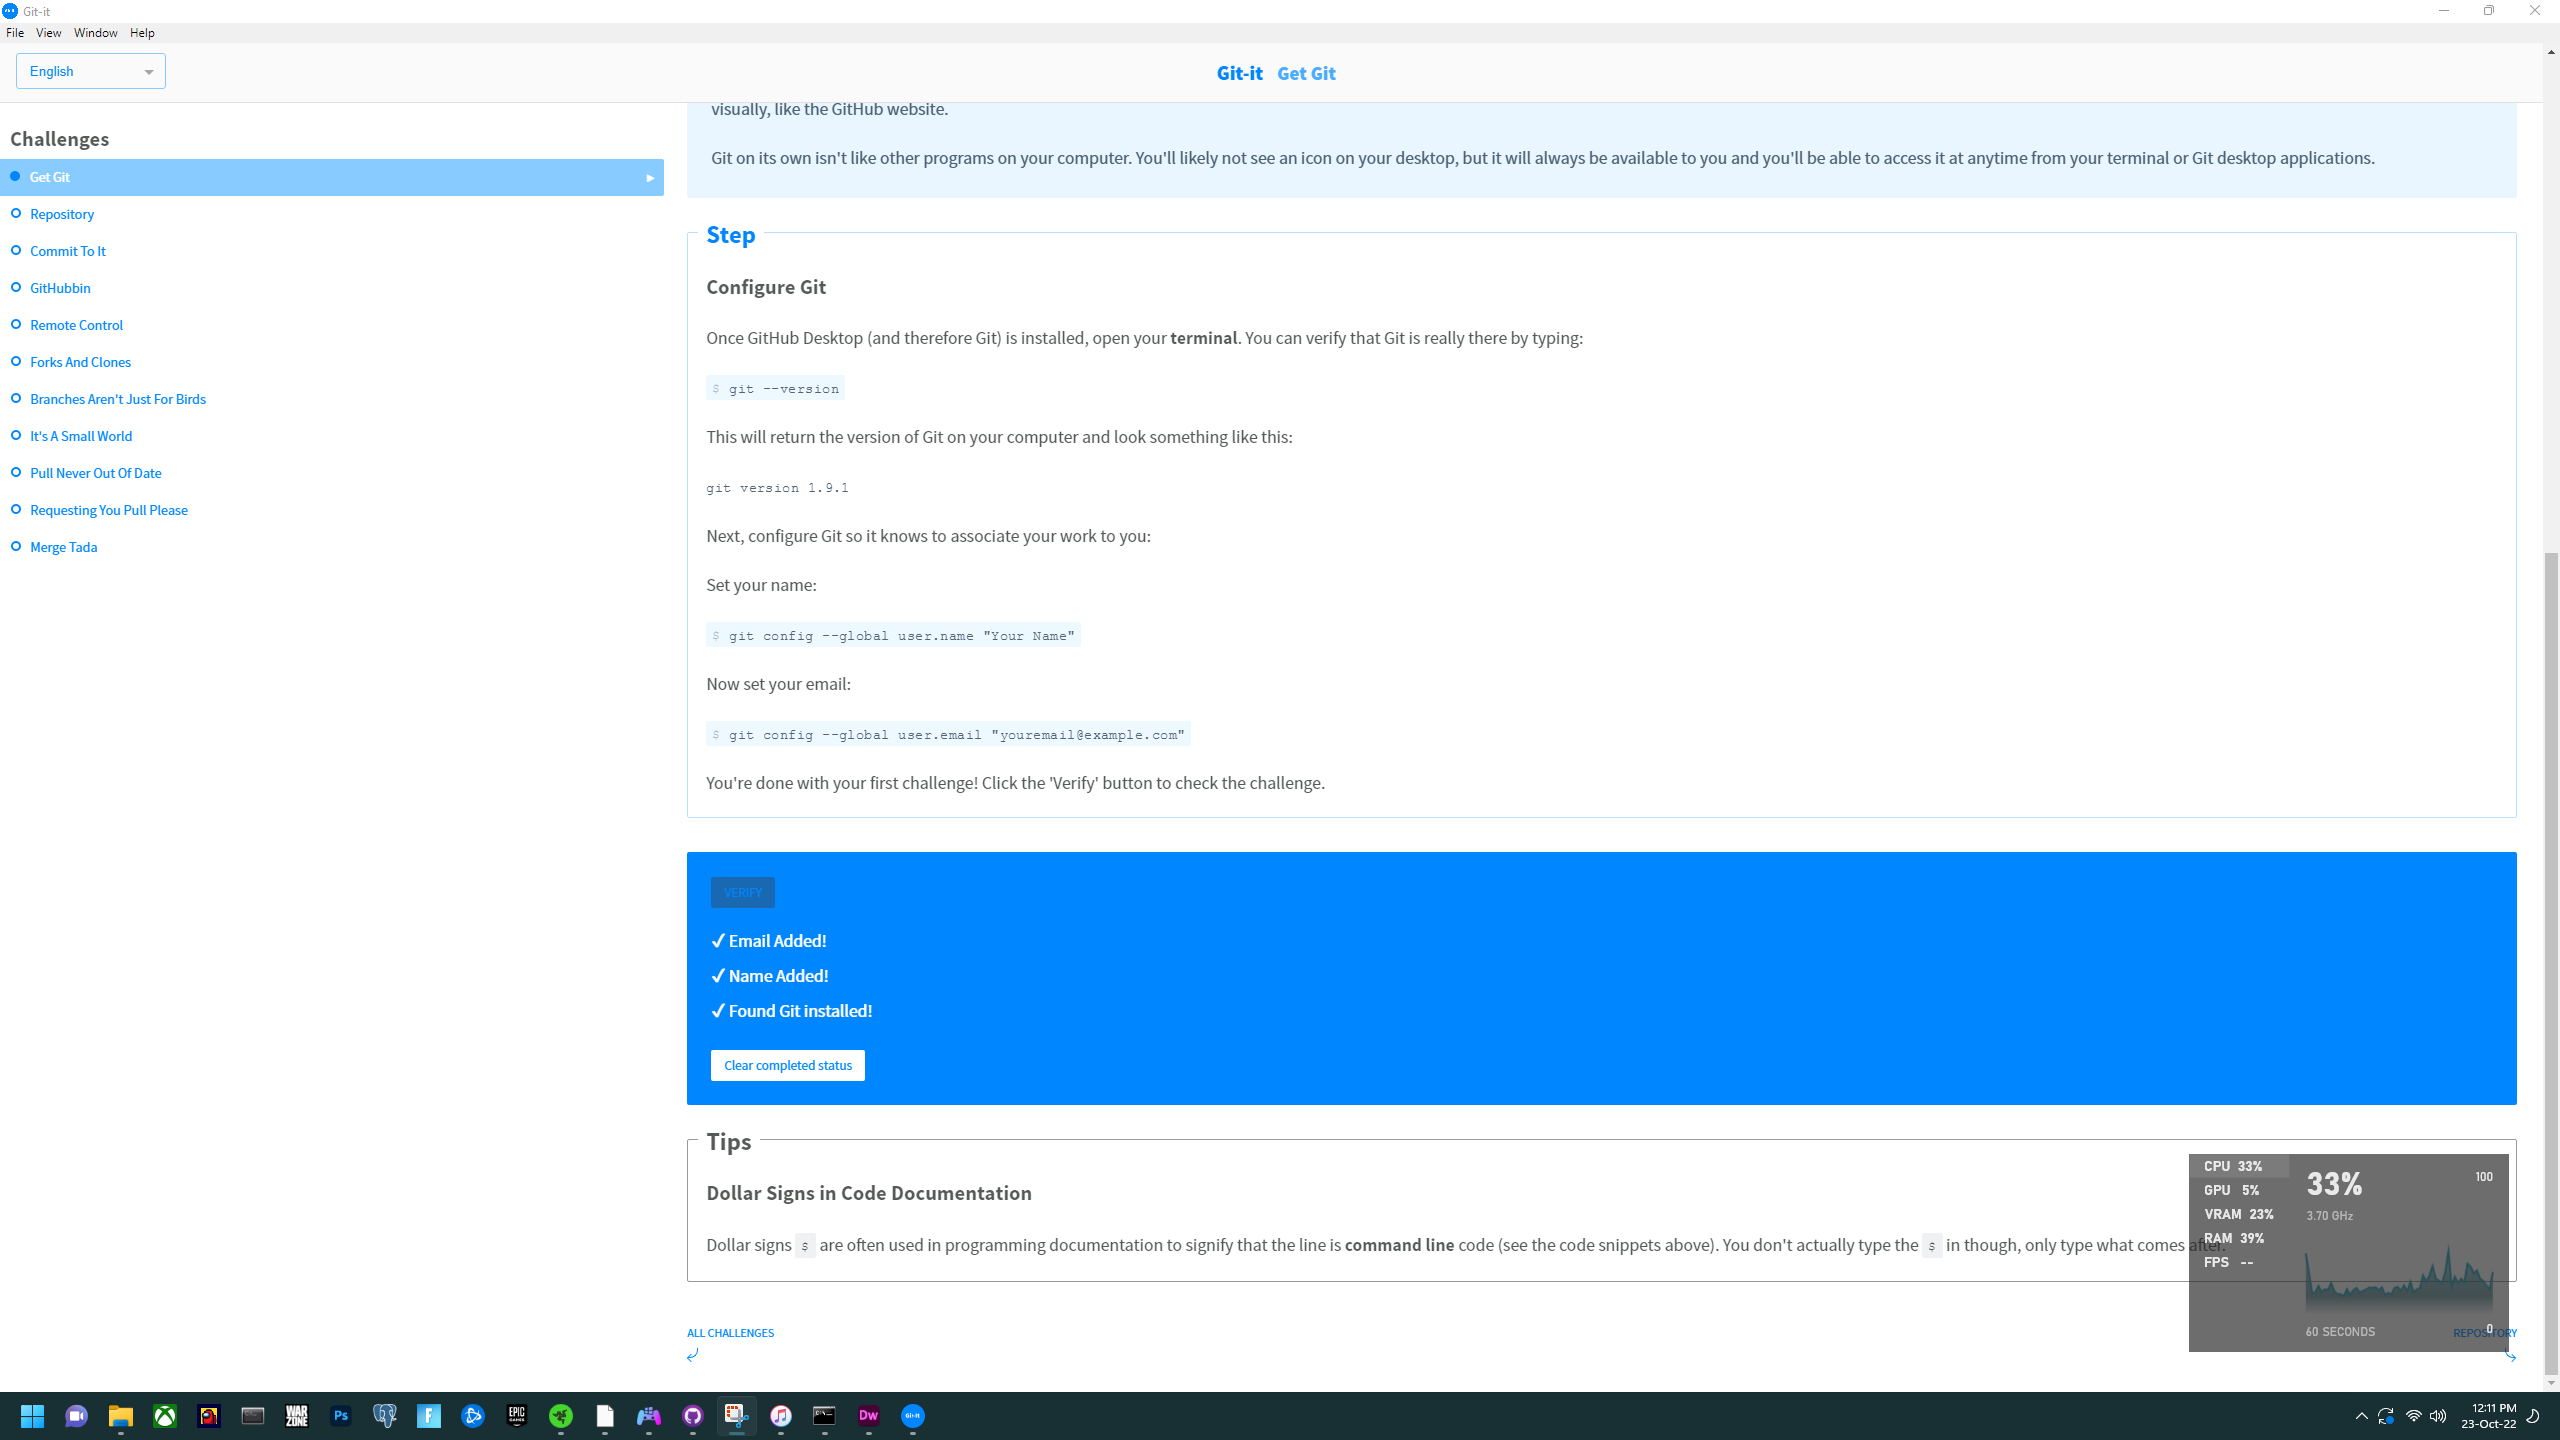 Git-it
File View Window Help
English
Git-it Get Git
Challenges
Get Git
Repository
Commit To It
GitHubbin
Remote Control
Forks And Clones
Branches Aren't Just For Birds
It's A Small World
Pull Never Out Of Date
Requesting You Pull Please
Merge Tada
visually, like the GitHub website.
Git on its own isn't like other programs on your computer. You'll likely not see an icon on your desktop, but it will always be available to you and you'll be able to access it at anytime from your terminal or Git desktop applications.
Step
Configure Git
Once GitHub Desktop (and therefore Git) is installed, open your terminal. You can verify that Git is really there by typing:
$ git --version
This will return the version of Git on your computer and look something like this:
git version 1.9.1
Next, configure Git so it knows to associate your work to you:
Set your name:
$ git config --global user.name "Your Name"
Now set your email:
$ git config --global user.email "youremail@example.com"
You're done with your first challenge! Click the 'Verify' button to check the challenge.
VERIFY
✓ Email Added!
✓ Name Added!
✓ Found Git installed!
Clear completed status
Tips
Dollar Signs in Code Documentation
Dollar signs $ are often used in programming documentation to signify that the line is command line code (see the code snippets above). You don't actually type the $ in though, only type what comes after.
CPU 33%
GPU 5%
VRAM 23%
RAM 39%
FPS --
33%
100
3.70 GHz
60 SECONDS
0
ALL CHALLENGES
REPOSITORY
WAR
ZONE
Ps
F
EPIC
GAMES
Dw
Git-it
12:11 PM
23-Oct-22